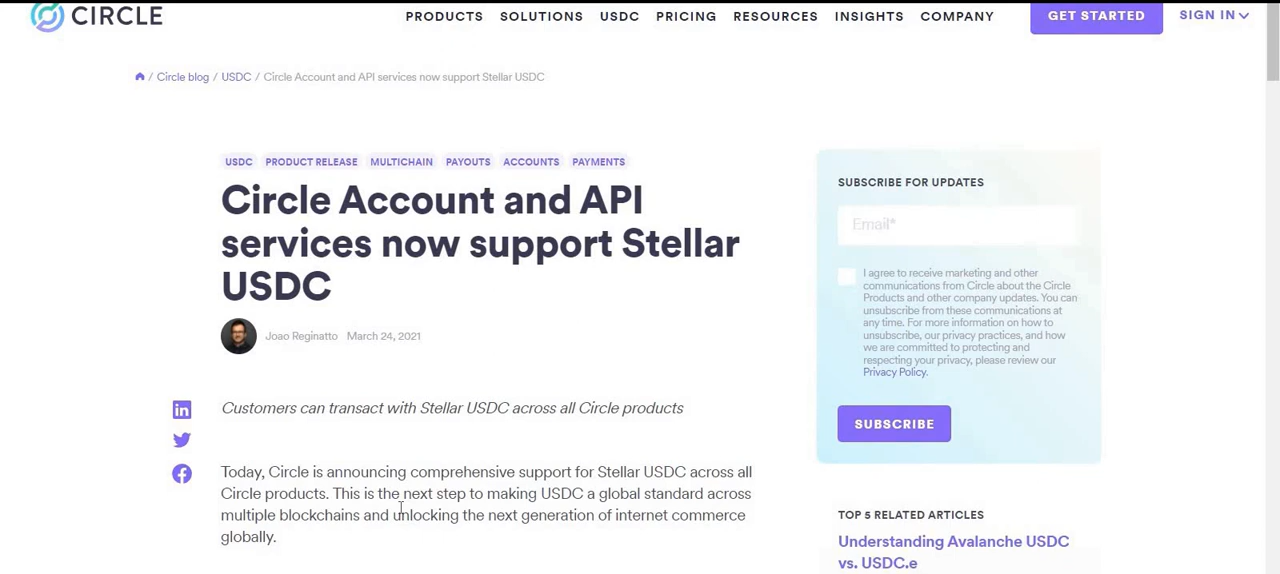 CIRCLE
PRODUCTS SOLUTIONS USDC PRICING RESOURCES INSIGHTS COMPANY GET STARTED SIGN IN
/ Circle blog / USDC / Circle Account and API services now support Stellar USDC
USDC PRODUCT RELEASE MULTICHAIN PAYOUTS ACCOUNTS PAYMENTS
Circle Account and API
services now support Stellar
USDC
Joao Reginatto March 24, 2021
Customers can transact with Stellar USDC across all Circle products
Today, Circle is announcing comprehensive support for Stellar USDC across all
Circle products. This is the next step to making USDC a global standard across
multiple blockchains and unlocking the next generation of internet commerce
globally.
SUBSCRIBE FOR UPDATES
Email*
I agree to receive marketing and other
communications from Circle about the Circle
Products and other company updates. You can
unsubscribe from these communications at
any time. For more information on how to
unsubscribe, our privacy practices, and how
we are committed to protecting and
respecting your privacy, please review our
Privacy Policy.
SUBSCRIBE
TOP 5 RELATED ARTICLES
Understanding Avalanche USDC
vs. USDC.e